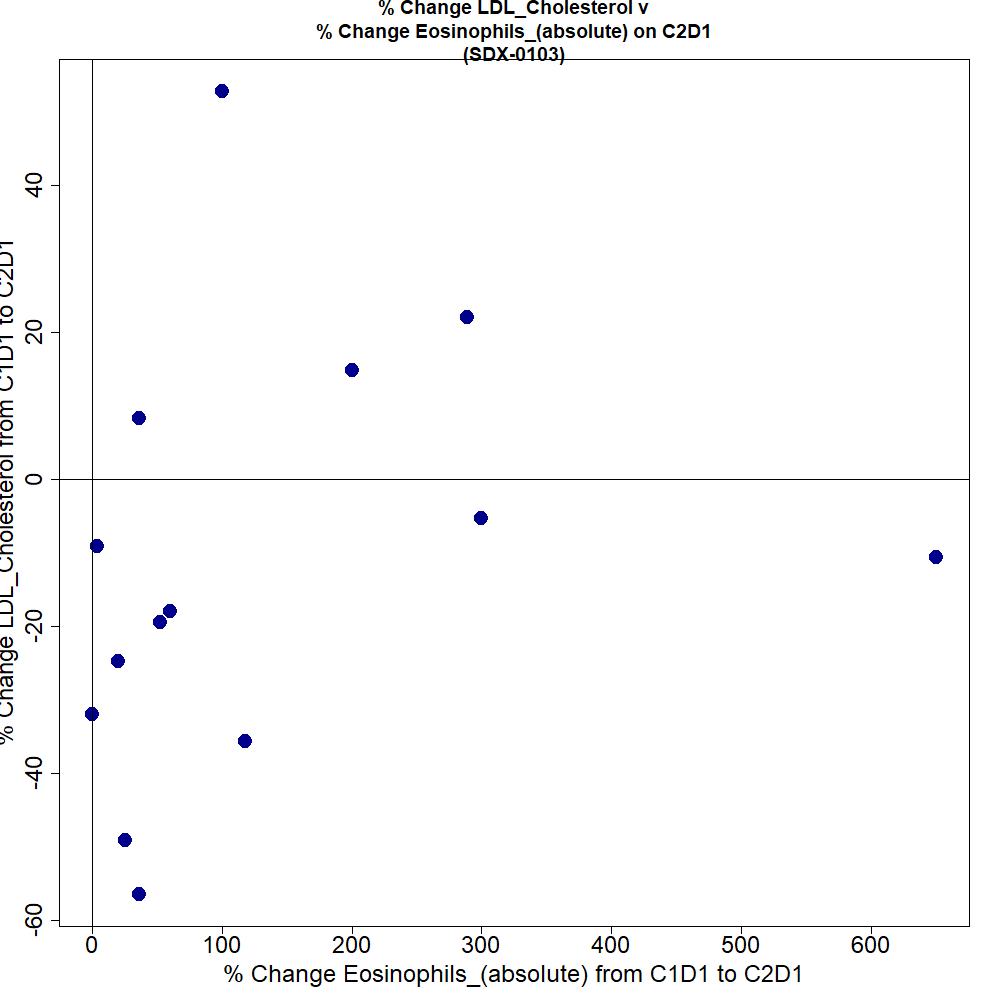 % Change LDL_Cholesterol v
% Change Eosinophils_(absolute) on C2D1
(SDX-0103)
% Change LDL_Cholesterol from C1D1 to C2D1
40
20
0
-20
-40
-60
0 100 200 300 400 500 600
% Change Eosinophils_(absolute) from C1D1 to C2D1